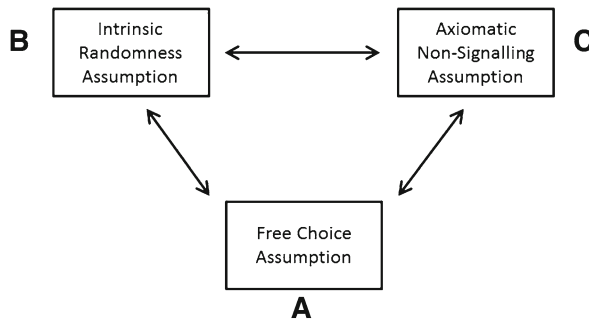 B
Intrinsic
Randomness
Assumption
Axiomatic
Non-Signalling
Assumption
C
Free Choice
Assumption
A